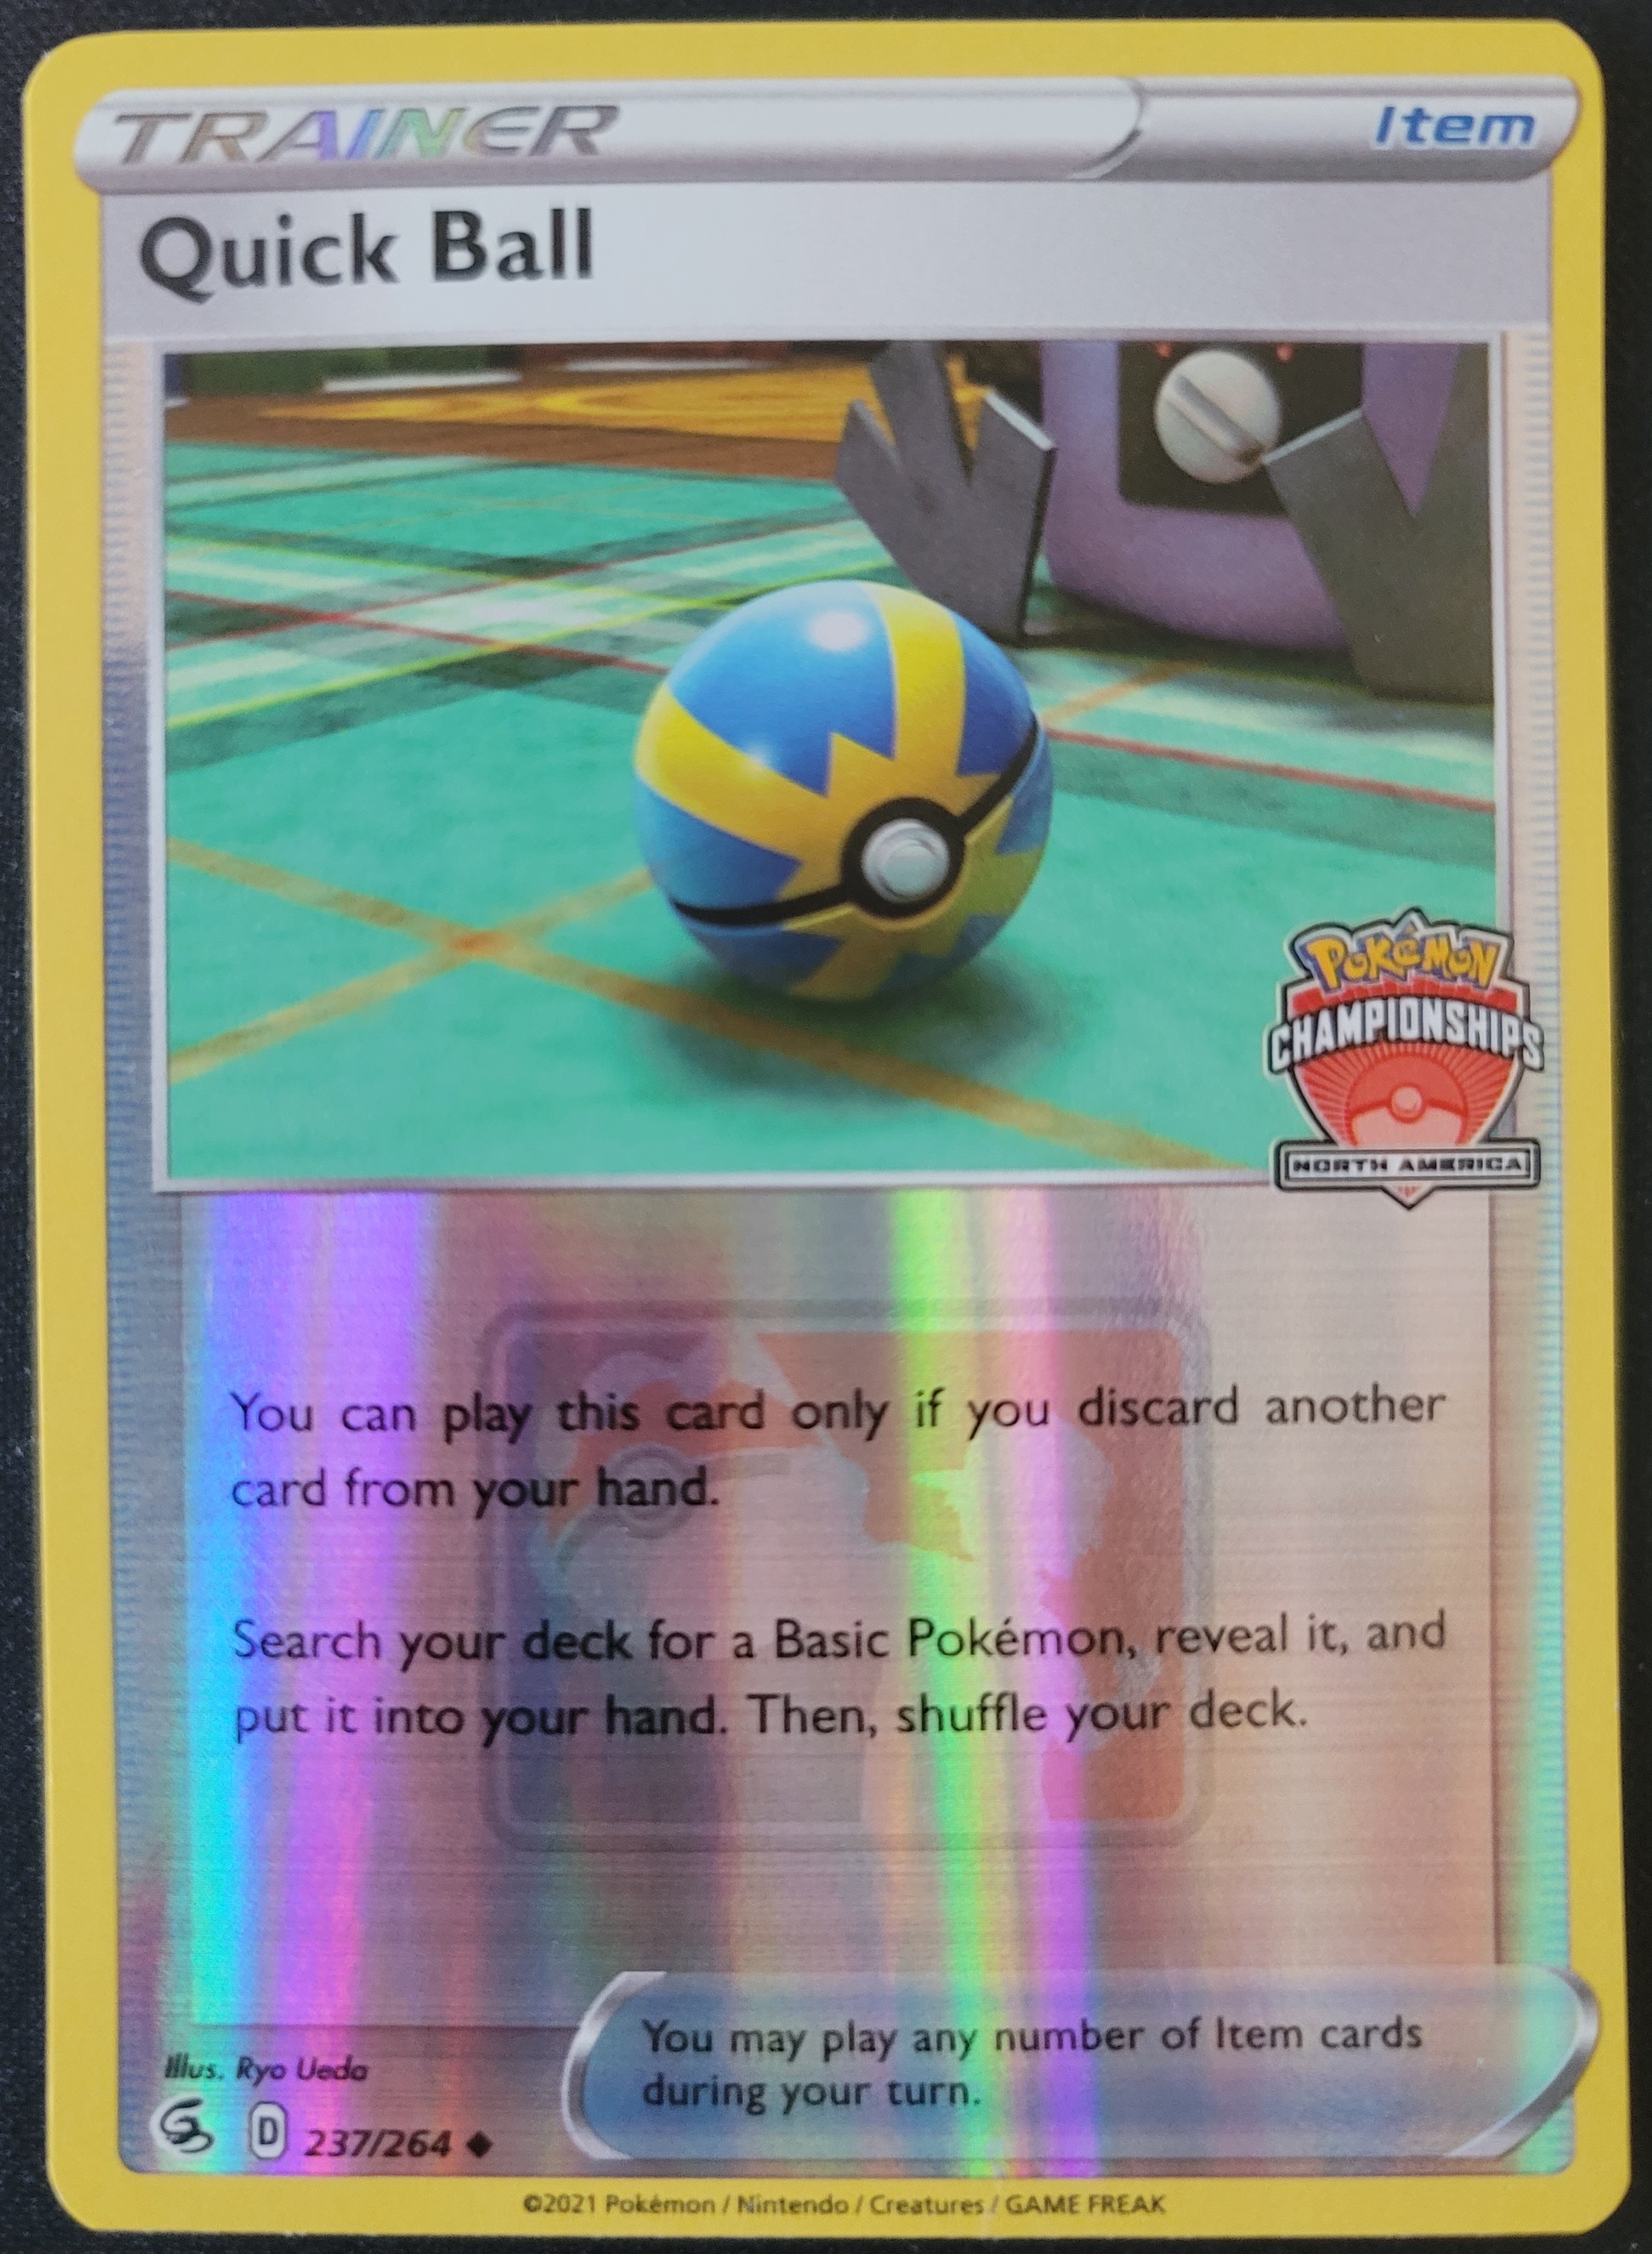 TRAINER
Item
Quick Ball
POKéMON
CHAMPIONSHIPS
NORTH AMERICA
You can play this card only if you discard another
card from your hand.
Search your deck for a Basic Pokémon, reveal it, and
put it into your hand. Then, shuffle your deck.
You may play any number of Item cards
during your turn.
Illus. Ryo Ueda
D 237/264
©2021 Pokémon / Nintendo / Creatures / GAME FREAK